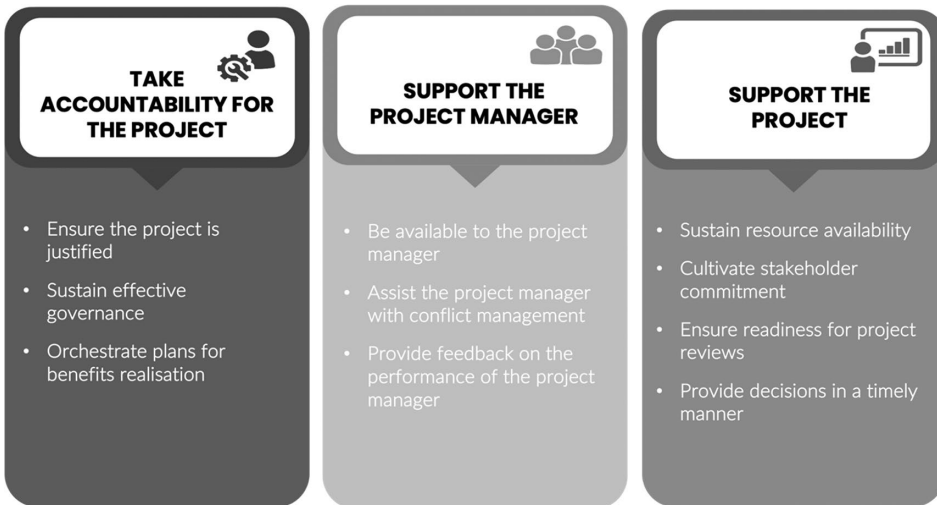 TAKE
ACCOUNTABILITY FOR
THE PROJECT
• Ensure the project is
justified
• Sustain effective
governance
• Orchestrate plans for
benefits realisation
SUPPORT THE
PROJECT MANAGER
• Be available to the project
manager
• Assist the project manager
with conflict management
• Provide feedback on the
performance of the project
manager
SUPPORT THE
PROJECT
• Sustain resource availability
• Cultivate stakeholder
commitment
• Ensure readiness for project
reviews
• Provide decisions in a timely
manner